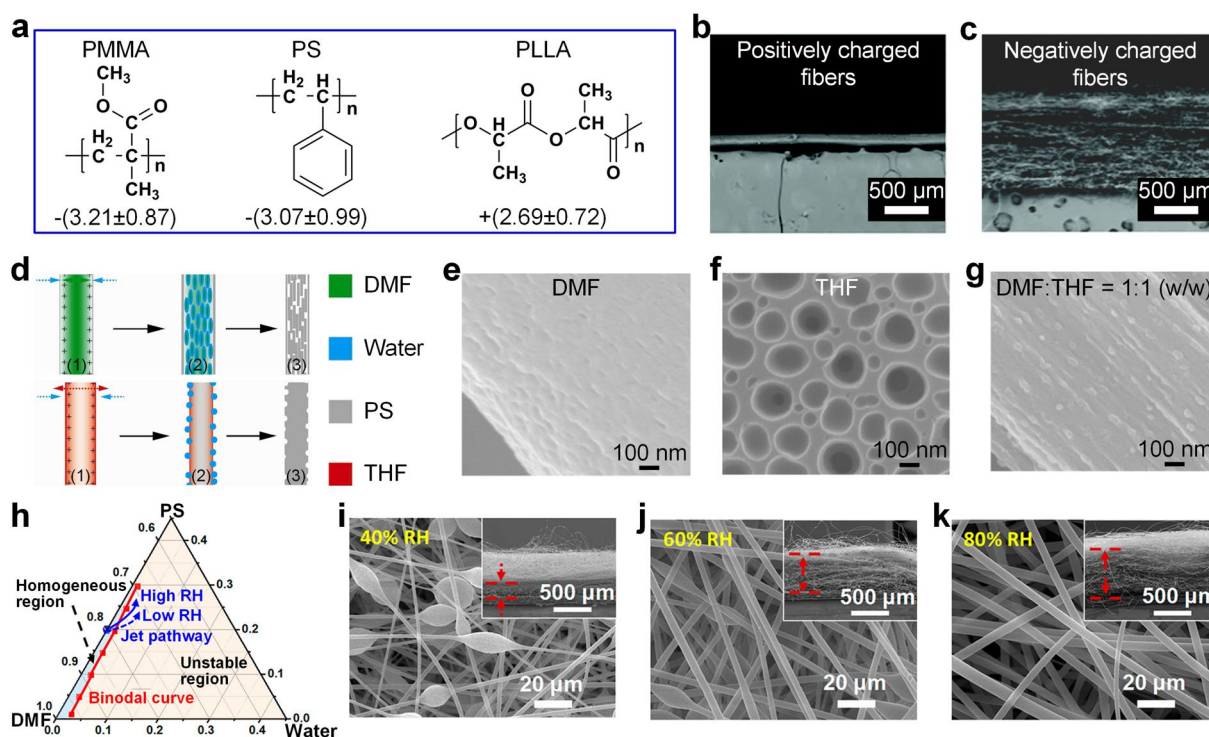 a
PMMA
PS
PLLA
CH₃
O
O
C
H₂
C
C
n
CH₃
H₂
C
H
C
n
O
H
C
CH₃
O
O
CH₃
CH
O
n
-(3.21±0.87)
-(3.07±0.99)
+(2.69±0.72)
b
Positively charged
fibers
500 µm
c
Negatively charged
fibers
500 µm
d
(1)
(2)
(3)
(1)
(2)
(3)
DMF
Water
PS
THF
e
DMF
100 nm
f
THF
100 nm
g
DMF:THF = 1:1 (w/w)
100 nm
h
PS
0.6
0.4
0.7
0.3
0.8
0.2
0.9
0.1
1.0
0.0
Homogeneous
region
High RH
Low RH
Jet pathway
Unstable
region
Binodal curve
DMF
0.0
0.1
0.2
0.3
0.4
Water
i
40% RH
500 µm
20 µm
j
60% RH
500 µm
20 µm
k
80% RH
500 µm
20 µm